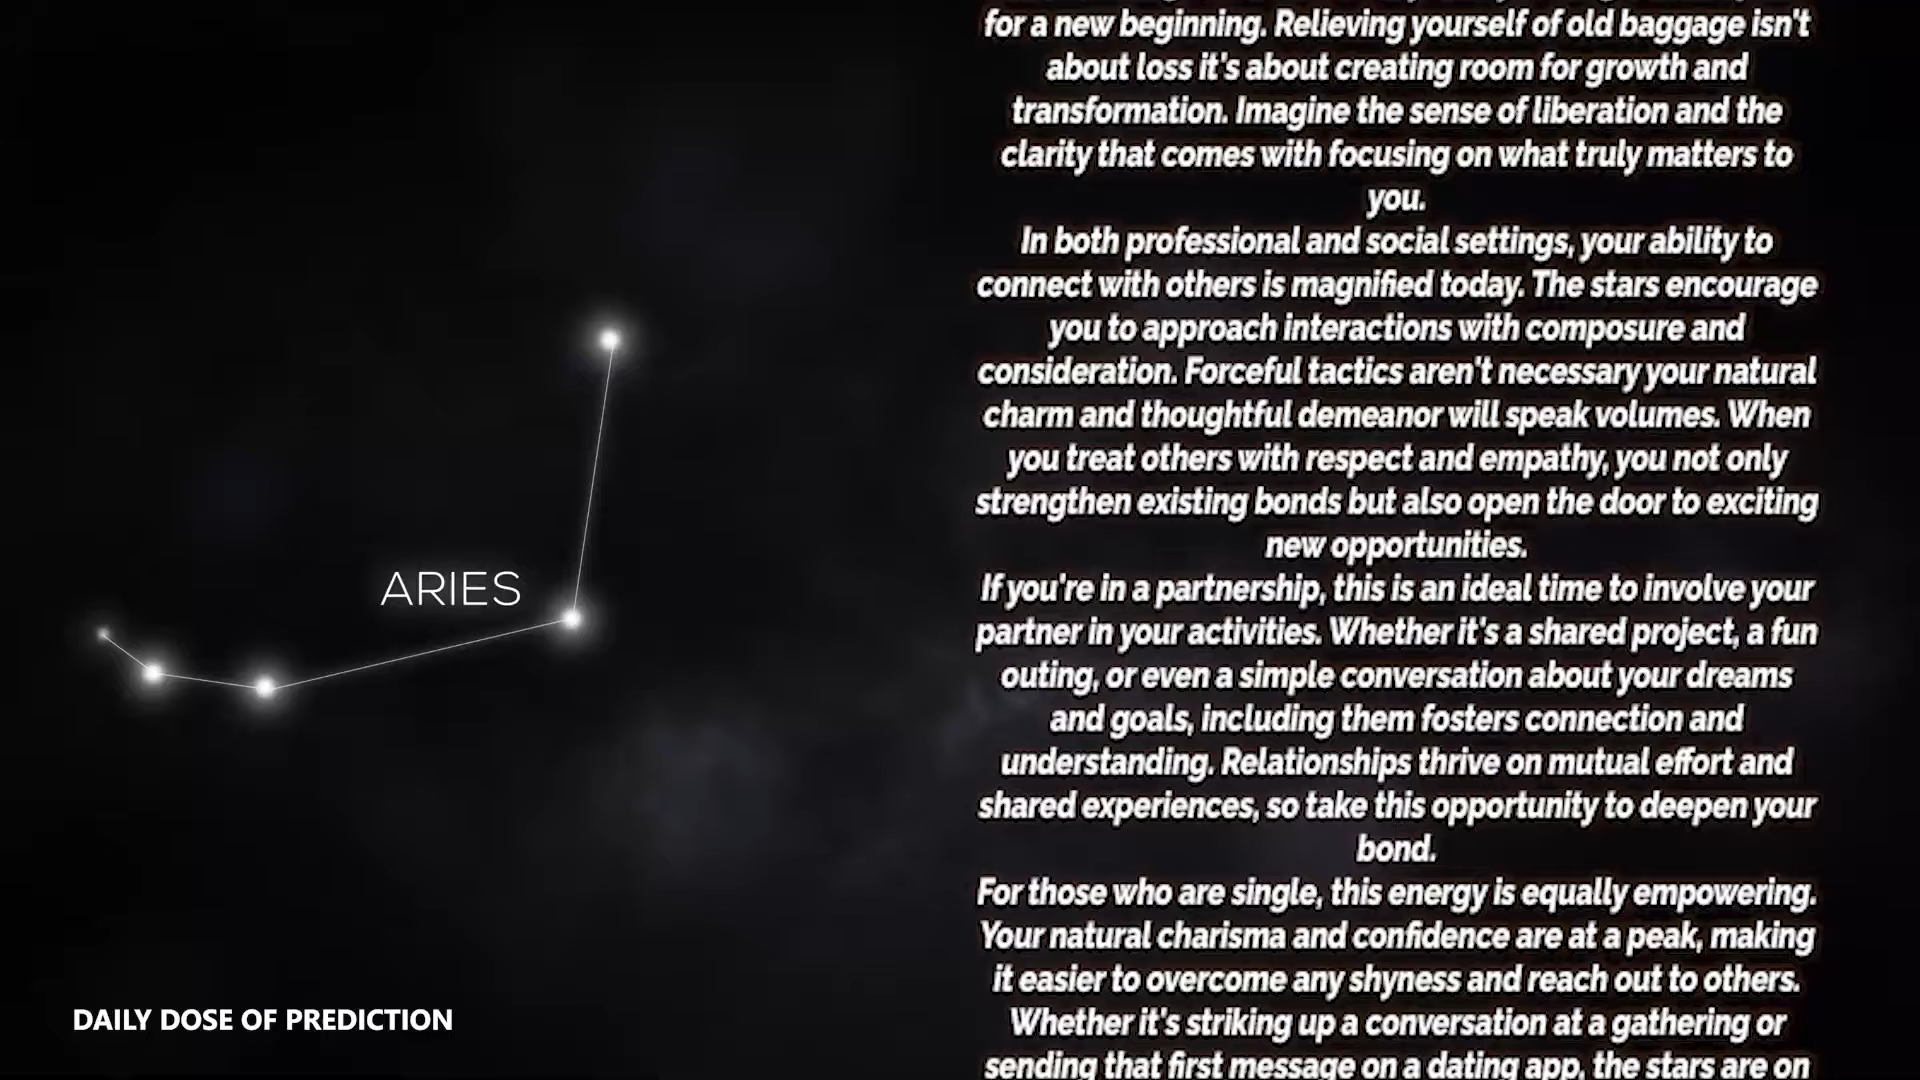 for a new beginning. Relieving yourself of old baggage isn't
about loss it's about creating room for growth and
transformation. Imagine the sense of liberation and the
clarity that comes with focusing on what truly matters to
you.
In both professional and social settings, your ability to
connect with others is magnified today. The stars encourage
you to approach interactions with composure and
consideration. Forceful tactics aren't necessary your natural
charm and thoughtful demeanor will speak volumes. When
you treat others with respect and empathy, you not only
strengthen existing bonds but also open the door to exciting
new opportunities.
If you're in a partnership, this is an ideal time to involve your
partner in your activities. Whether it's a shared project, a fun
outing, or even a simple conversation about your dreams
and goals, including them fosters connection and
understanding. Relationships thrive on mutual effort and
shared experiences, so take this opportunity to deepen your
bond.
For those who are single, this energy is equally empowering.
Your natural charisma and confidence are at a peak, making
it easier to overcome any shyness and reach out to others.
Whether it's striking up a conversation at a gathering or
sending that first message on a dating app, the stars are on
ARIES
DAILY DOSE OF PREDICTION